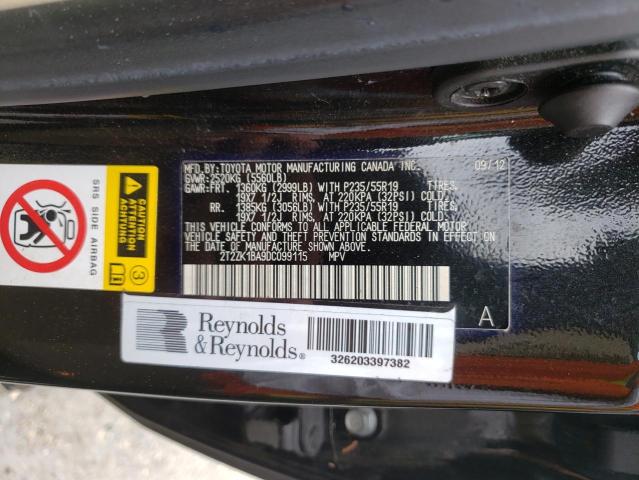 MFD. BY: TOYOTA MOTOR MANUFACTURING CANADA INC. 09/12
GVWR: 2520KG (5560LB)
GAWR: FRT. 1360KG (2999LB) WITH P235/55R19 TIRES,
19X7 1/2J RIMS, AT 220KPA (32PSI) COLD.
RR. 1385KG (3056LB) WITH P235/55R19 TIRES,
19X7 1/2J RIMS, AT 220KPA (32PSI) COLD.
THIS VEHICLE CONFORMS TO ALL APPLICABLE FEDERAL MOTOR
VEHICLE SAFETY AND THEFT PREVENTION STANDARDS IN EFFECT
ON THE DATE OF MANUFACTURE SHOWN ABOVE.
2T2ZK1BA9DC099115 MPV
A
Reynolds
&Reynolds®
326203397382
CAUTION
ATTENTION
3
SRS SIDE AIRBAG